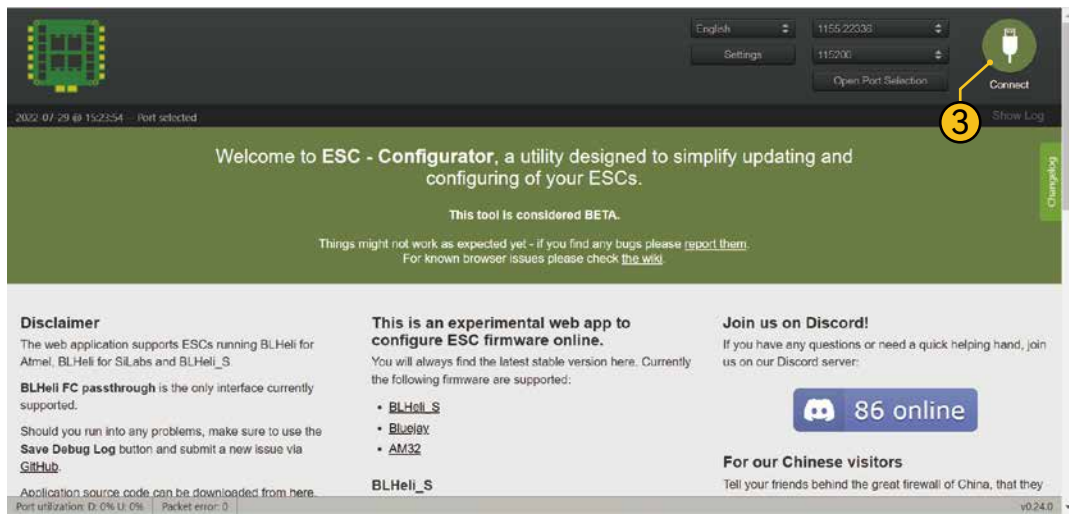 English
1155:22336
Settings
115200
Open Port Selection
Connect
3
2022-07-29 @ 15:23:54 -- Port selected
Show Log
Welcome to ESC - Configurator, a utility designed to simplify updating and
configuring of your ESCs.
Changelog
This tool is considered BETA.
Things might not work as expected yet - if you find any bugs please report them.
For known browser issues please check the wiki.
Disclaimer
The web application supports ESCs running BLHeli for
Atmel, BLHeli for SiLabs and BLHeli_S
BLHeli FC passthrough is the only interface currently
supported.
Should you run into any problems, make sure to use the
Save Debug Log button and submit a new issue via
GitHub.
Application source code can be downloaded from here.
This is an experimental web app to
configure ESC firmware online.
You will always find the latest stable version here. Currently
the following firmware are supported:
• BLHeli_S
• Bluejay
• AM32
BLHeli_S
Join us on Discord!
If you have any questions or need a quick helping hand, join
us on our Discord server:
86 online
For our Chinese visitors
Tell your friends behind the great firewall of China, that they
Port utilization: D: 0% U: 0%
Packet error: 0
v0.24.0